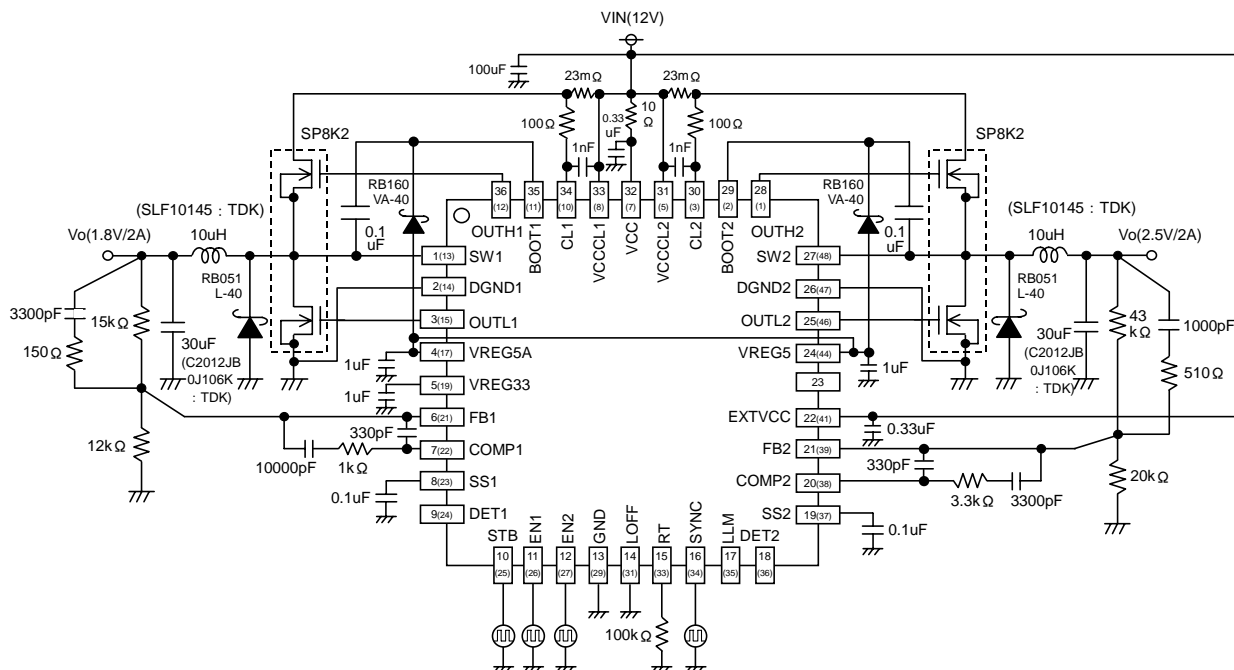 VIN(12V)
100uF
23mΩ
23mΩ
100Ω
0.33
uF
10
Ω
100Ω
1nF
1nF
SP8K2
SP8K2
RB160
VA-40
RB160
VA-40
36
(12)
35
(11)
34
(10)
33
(8)
32
(7)
31
(5)
30
(3)
29
(2)
28
(1)
OUTH1
BOOT1
CL1
VCCCL1
VCC
VCCCL2
CL2
BOOT2
OUTH2
(SLF10145 : TDK)
(SLF10145 : TDK)
0.1
uF
0.1
uF
Vo(1.8V/2A)
10uH
10uH
Vo(2.5V/2A)
1(13)
SW1
SW2
27(48)
RB051
L-40
RB051
L-40
2(14)
DGND1
DGND2
26(47)
3300pF
15kΩ
3(15)
OUTL1
OUTL2
25(46)
43
kΩ
1000pF
150Ω
30uF
(C2012JB
0J106K
: TDK)
30uF
(C2012JB
0J106K
: TDK)
510Ω
1uF
4(17)
VREG5A
VREG5
24(44)
1uF
1uF
5(19)
VREG33
23
6(21)
FB1
EXTVCC
22(41)
0.33uF
12kΩ
330pF
10000pF
1kΩ
7(22)
COMP1
FB2
21(39)
330pF
COMP2
20(38)
3.3kΩ
3300pF
20kΩ
8(23)
SS1
0.1uF
SS2
19(37)
0.1uF
9(24)
DET1
STB
EN1
EN2
GND
LOFF
RT
SYNC
LLM
DET2
10
(25)
11
(26)
12
(27)
13
(29)
14
(31)
15
(33)
16
(34)
17
(35)
18
(36)
100kΩ